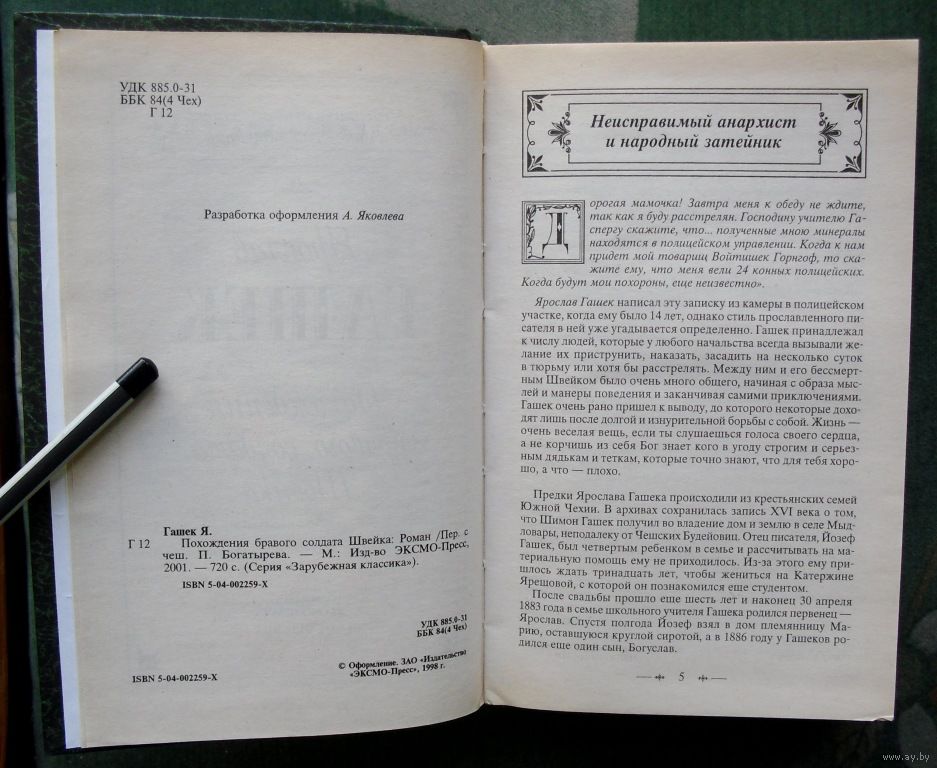 УДК 885.0-31
ББК 84(4 Чех)
Г 12
Разработка оформления А. Яковлева
Гашек Я.
Г 12 Похождения бравого солдата Швейка: Роман /Пер. с
чеш. П. Богатырева. — М.: Изд-во ЭКСМО-Пресс,
2001. — 720 с. (Серия «Зарубежная классика»).
ISBN 5-04-002259-X
УДК 885.0-31
ББК 84(4 Чех)
© Оформление. ЗАО «Издательство
«ЭКСМО-Пресс», 1998 г.
ISBN 5-04-002259-X
Неисправимый анархист
и народный затейник
Дорогая мамочка! Завтра меня к обеду не ждите,
так как я буду расстрелян. Господину учителю Га-
спергу скажите, что... полученные мною минералы
находятся в полицейском управлении. Когда к нам
придет мой товарищ Войтишек Горнгоф, то ска-
жите ему, что меня вели 24 конных полицейских.
Когда будут мои похороны, еще неизвестно».
Ярослав Гашек написал эту записку из камеры в полицейском
участке, когда ему было 14 лет, однако стиль прославленного пи-
сателя в ней уже угадывается определенно. Гашек принадлежал
к числу людей, которые у любого начальства всегда вызывали же-
лание их приструнить, наказать, засадить на несколько суток
в тюрьму или хотя бы расстрелять. Между ним и его бессмерт-
ным Швейком было очень много общего, начиная с образа мыс-
лей и манеры поведения и заканчивая самими приключениями.
Гашек очень рано пришел к выводу, до которого некоторые дохо-
дят лишь после долгой и изнурительной борьбы с собой. Жизнь —
очень веселая вещь, если ты слушаешься голоса своего сердца,
а не корчишь из себя Бог знает кого в угоду строгим и серьез-
ным дядькам и теткам, которые точно знают, что для тебя хоро-
шо, а что — плохо.
Предки Ярослава Гашека происходили из крестьянских семей
Южной Чехии. В архивах сохранилась запись XVI века о том,
что Шимон Гашек получил во владение дом и землю в селе Мыд-
ловары, неподалеку от Чешских Будейовиц. Отец писателя, Йозеф
Гашек, был четвертым ребенком в семье и рассчитывать на ма-
териальную помощь ему не приходилось. Из-за этого ему при-
шлось ждать тринадцать лет, чтобы жениться на Катержине
Ярешовой, с которой он познакомился еще студентом.
После свадьбы прошло еще шесть лет и наконец 30 апреля
1883 года в семье школьного учителя Гашека родился первенец —
Ярослав. Спустя полгода Йозеф взял в дом племянницу Ма-
рию, оставшуюся круглой сиротой, а в 1886 году у Гашеков ро-
дился еще один сын, Богуслав.
5
www.ay.by